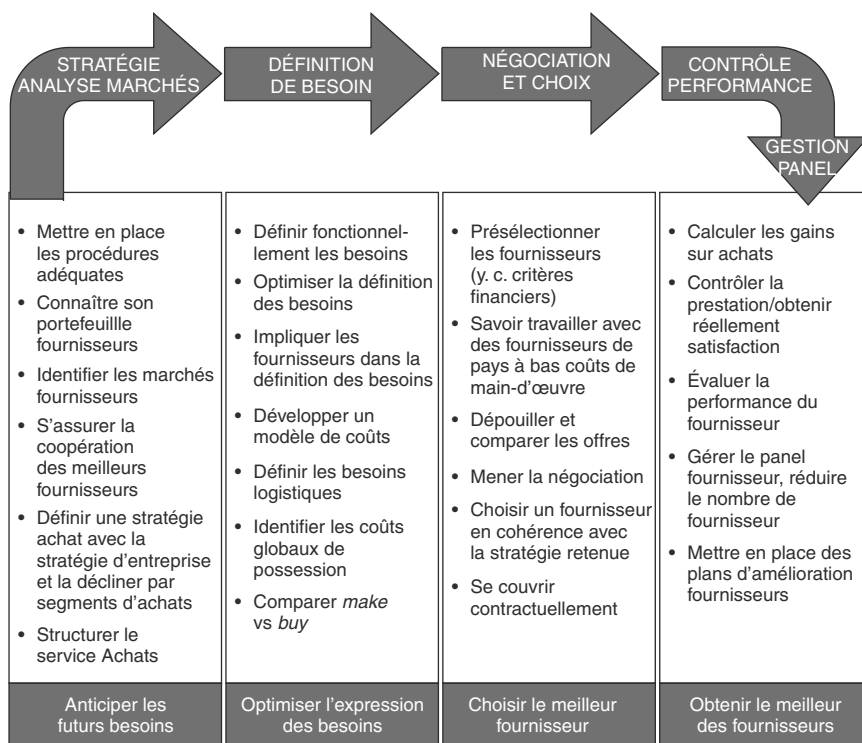 STRATÉGIE
ANALYSE MARCHÉS
DÉFINITION
DE BESOIN
NÉGOCIATION
ET CHOIX
CONTRÔLE
PERFORMANCE
GESTION
PANEL
• Mettre en place
les procédures
adéquates
• Connaître son
portefeuillle
fournisseurs
• Identifier les marchés
fournisseurs
• S'assurer la
coopération
des meilleurs
fournisseurs
• Définir une stratégie
achat avec la
stratégie d'entreprise
et la décliner par
segments d'achats
• Structurer le
service Achats
Anticiper les
futurs besoins
• Définir fonctionnel-
lement les besoins
• Optimiser la définition
des besoins
• Impliquer les
fournisseurs dans la
définition des besoins
• Développer un
modèle de coûts
• Définir les besoins
logistiques
• Identifier les coûts
globaux de
possession
• Comparer make
vs buy
Optimiser l'expression
des besoins
• Présélectionner
les fournisseurs
(y. c. critères
financiers)
• Savoir travailler avec
des fournisseurs de
pays à bas coûts de
main-d'œuvre
• Dépouiller et
comparer les offres
• Mener la négociation
• Choisir un fournisseur
en cohérence avec
la stratégie retenue
• Se couvrir
contractuellement
Choisir le meilleur
fournisseur
• Calculer les gains
sur achats
• Contrôler la
prestation/obtenir
réellement
satisfaction
• Évaluer la
performance du
fournisseur
• Gérer le panel
fournisseur, réduire
le nombre de
fournisseur
• Mettre en place des
plans d'amélioration
fournisseurs
Obtenir le meilleur
des fournisseurs